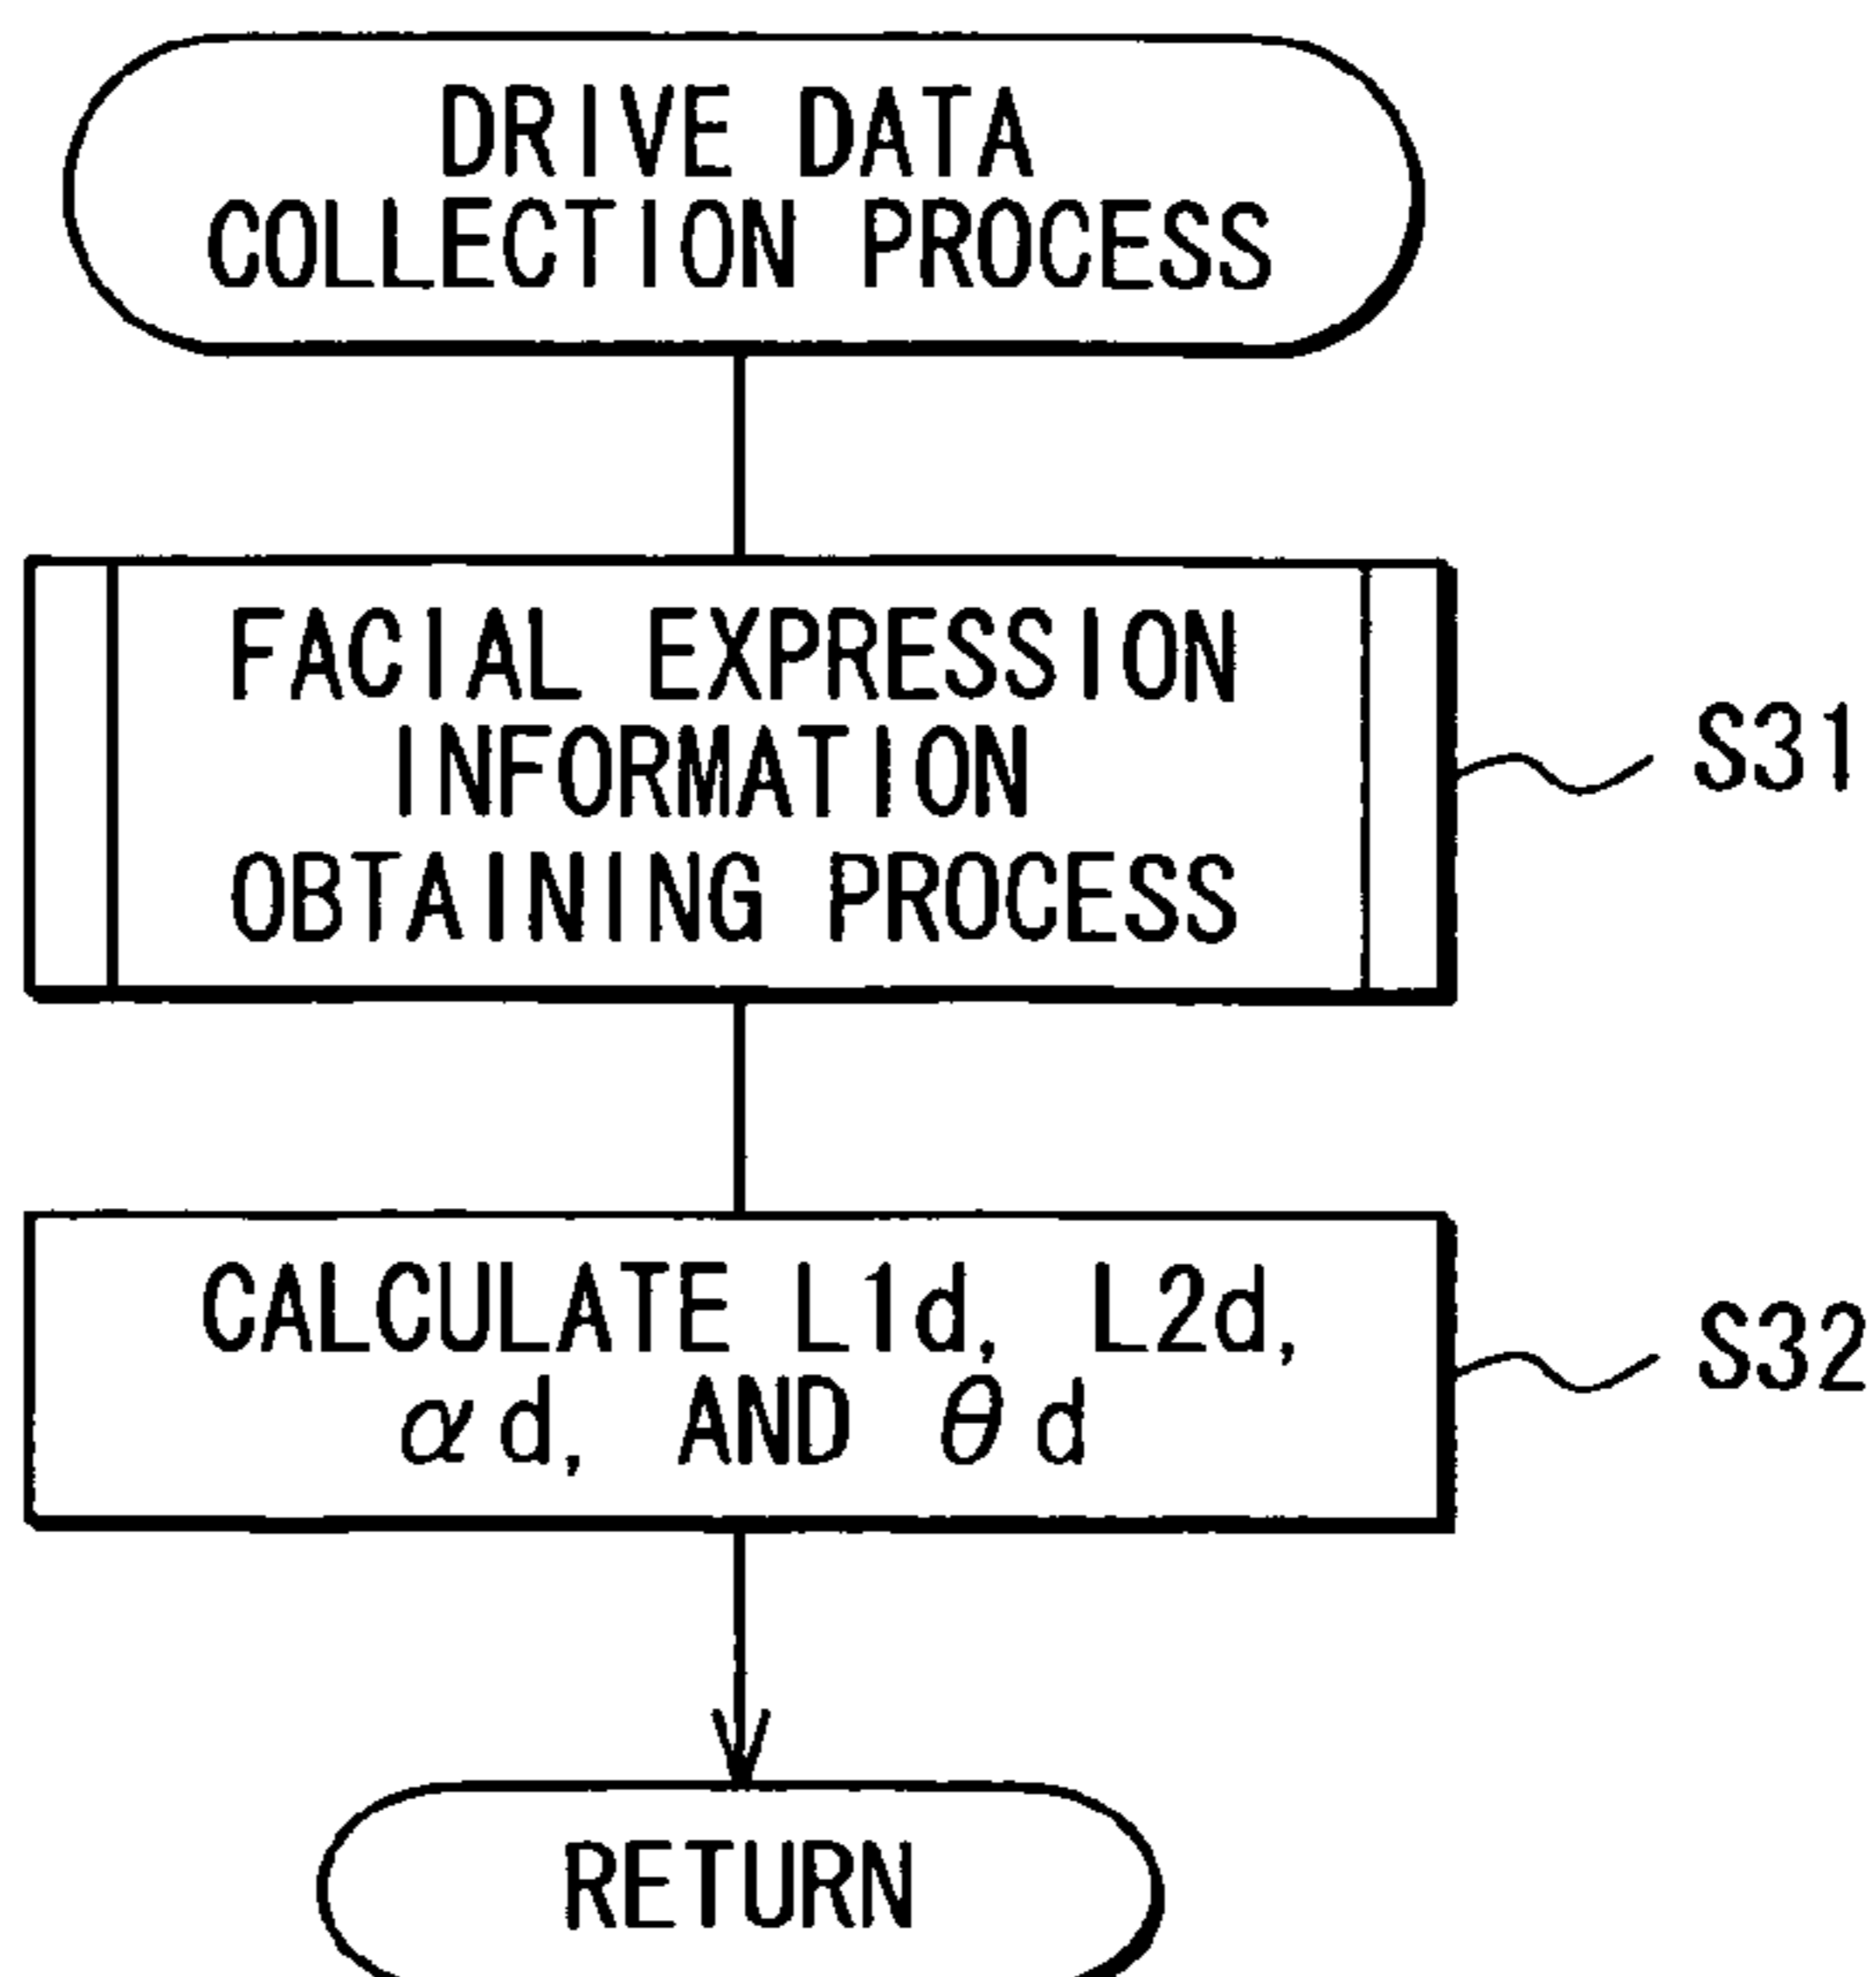 DRIVE DATA
COLLECTION PROCESS
FACIAL EXPRESSION
INFORMATION
OBTAINING PROCESS
S31
CALCULATE L1d, L2d,
αd, AND θd
S32
RETURN